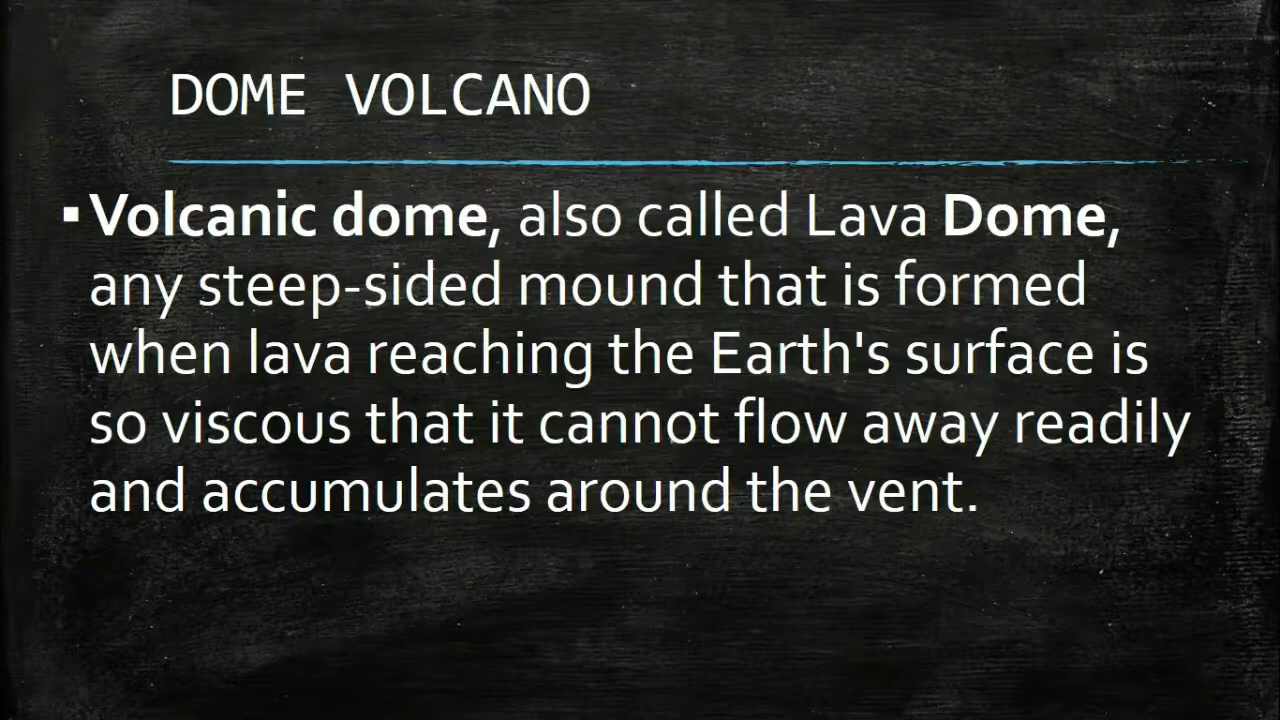 DOME VOLCANO
▪ Volcanic dome, also called Lava Dome,
any steep-sided mound that is formed
when lava reaching the Earth's surface is
so viscous that it cannot flow away readily
and accumulates around the vent.